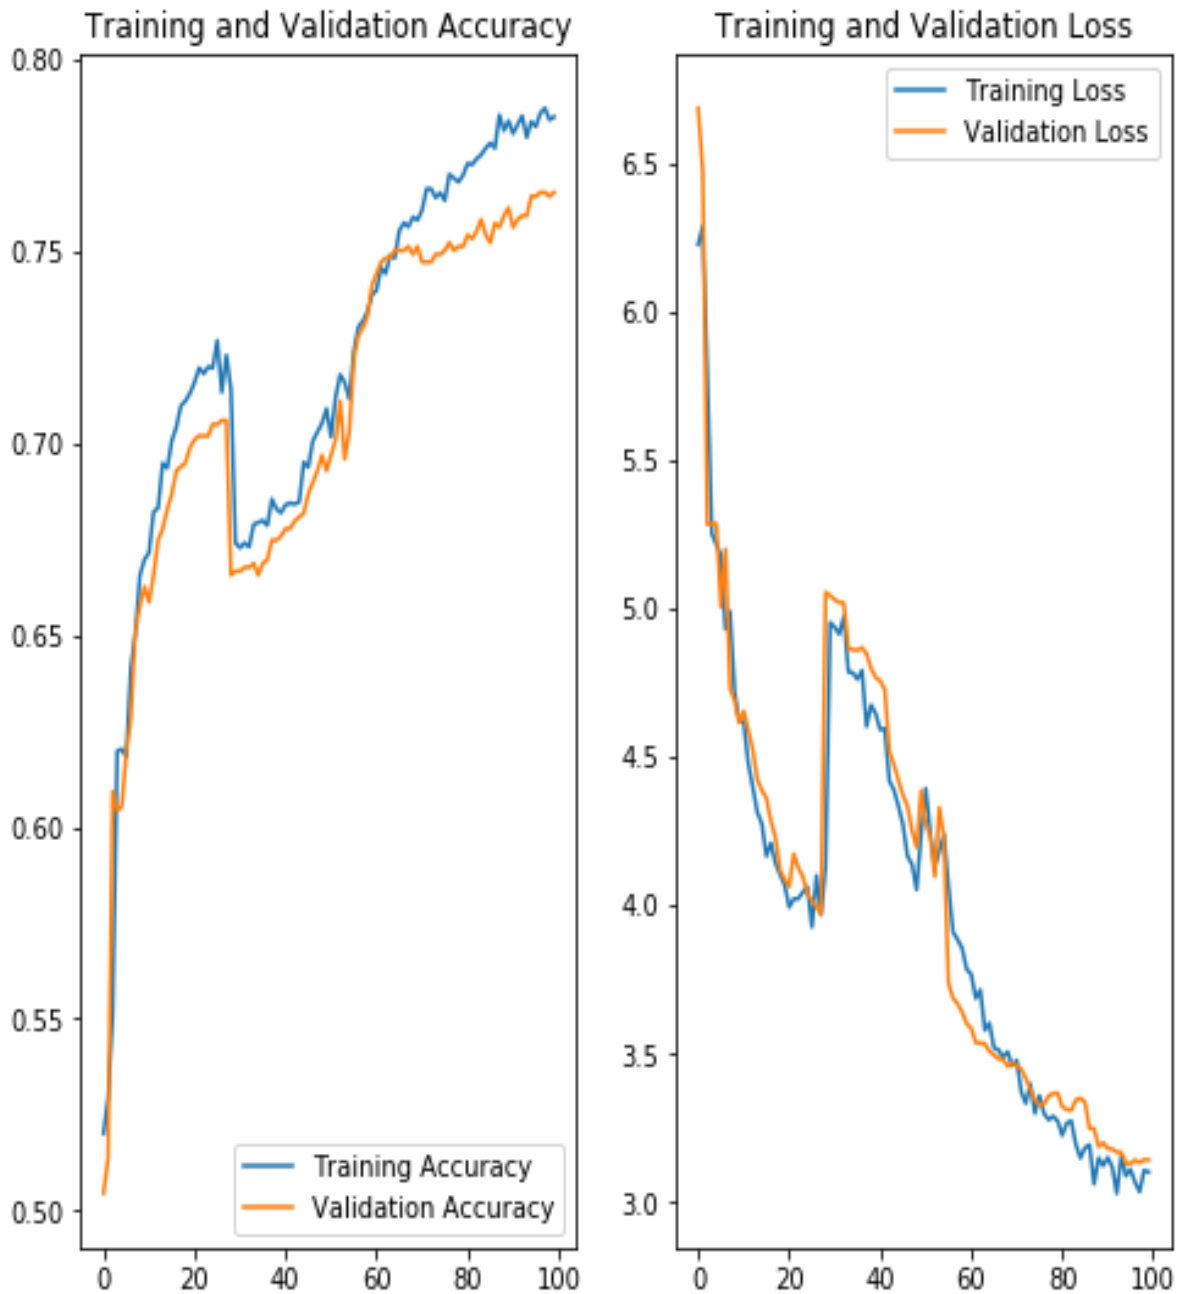 Training and Validation Accuracy
0.80
0.75
0.70
0.65
0.60
0.55
0.50
Training Accuracy
Validation Accuracy
0 20 40 60 80 100
Training and Validation Loss
Training Loss
Validation Loss
6.5
6.0
5.5
5.0
4.5
4.0
3.5
3.0
0 20 40 60 80 100